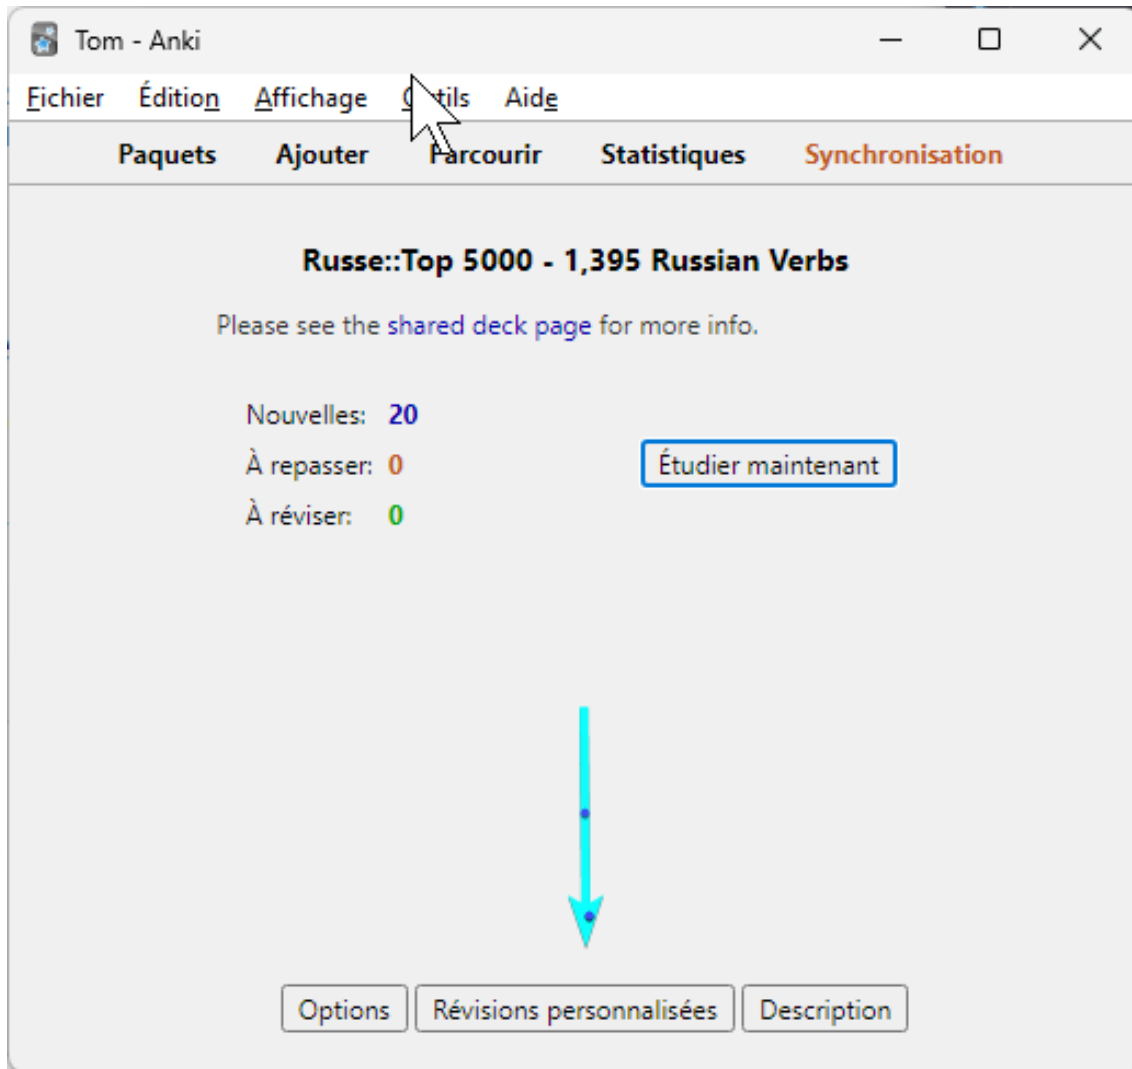 Tom - Anki
Fichier Édition Affichage Outils Aide
Paquets Ajouter Parcourir Statistiques Synchronisation
Russe::Top 5000 - 1,395 Russian Verbs
Please see the shared deck page for more info.
Nouvelles: 20
À repasser: 0
Étudier maintenant
À réviser: 0
Options Révisions personnalisées Description